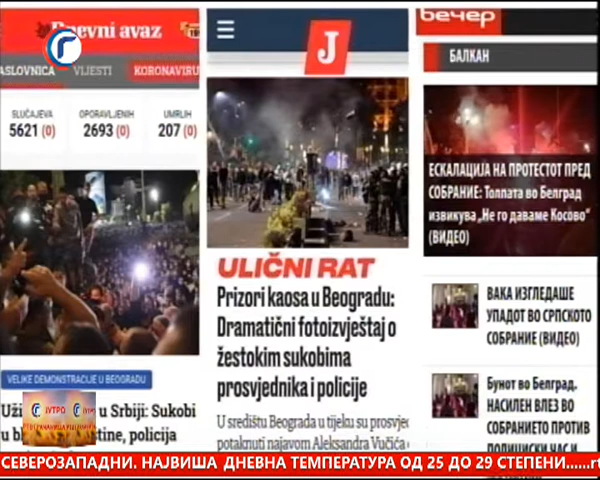 Dnevni avaz
ASLOVNICA VIJESTI KORONAVIRU
SLUČAJEVA OPORAVLJENIH UMRLIH
5621 (0) 2693 (0) 207 (0)
VELIKE DEMONSTRACIJE U BEOGRADU
u Srbiji: Sukobi
policija
ЈУТРО
J
ULIČNI RAT
Prizori kaosa u Beogradu:
Dramatični fotoizvještaj o
žestokim sukobima
prosvjednika i policije
U središtu Beograda u tijeku su prosvje
potaknuti najavom Aleksandra Vučića
вечер
БАЛКАН
ЕСКАЛАЦИЈА НА ПРОТЕСТОТ ПРЕД
СОБРАНИЕ: Толпата во Белград
извикува „Не го даваме Косово“
(ВИДЕО)
ВАКА ИЗГЛЕДАШЕ
УПАДОТ ВО СРПСКОТО
СОБРАНИЕ (ВИДЕО)
Бунот во Белград.
НАСИЛЕН ВЛЕЗ ВО
СОБРАНИЕТО ПРОТИВ
ПОЛИЦИСКИ ЧАС И
СЕВЕРОЗАПАДНИ. НАЈВИША ДНЕВНА ТЕМПЕРАТУРА ОД 25 ДО 29 СТЕПЕНИ......rt